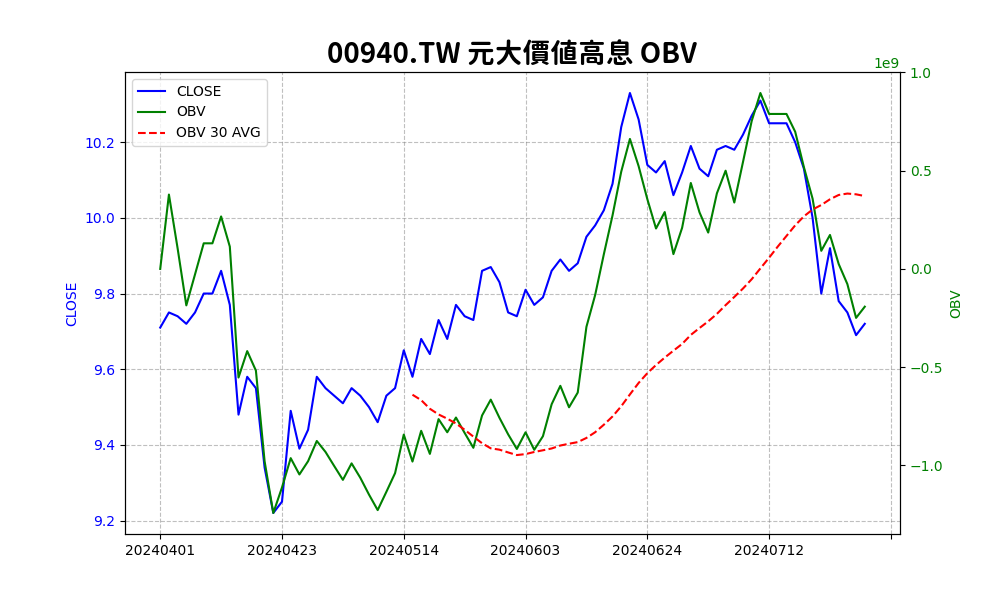 00940.TW 元大價值高息 OBV
1e9
CLOSE
OBV
OBV 30 AVG
10.2
10.0
9.8
9.6
9.4
9.2
CLOSE
1.0
0.5
0.0
−0.5
−1.0
OBV
20240401
20240423
20240514
20240603
20240624
20240712